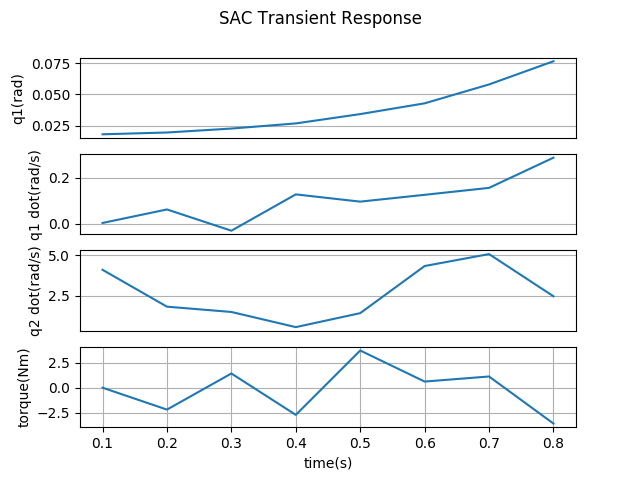 SAC Transient Response
q1(rad)
0.075
0.050
0.025
q1 dot(rad/s)
0.2
0.0
q2 dot(rad/s)
5.0
2.5
torque(Nm)
2.5
0.0
−2.5
0.1 0.2 0.3 0.4 0.5 0.6 0.7 0.8
time(s)